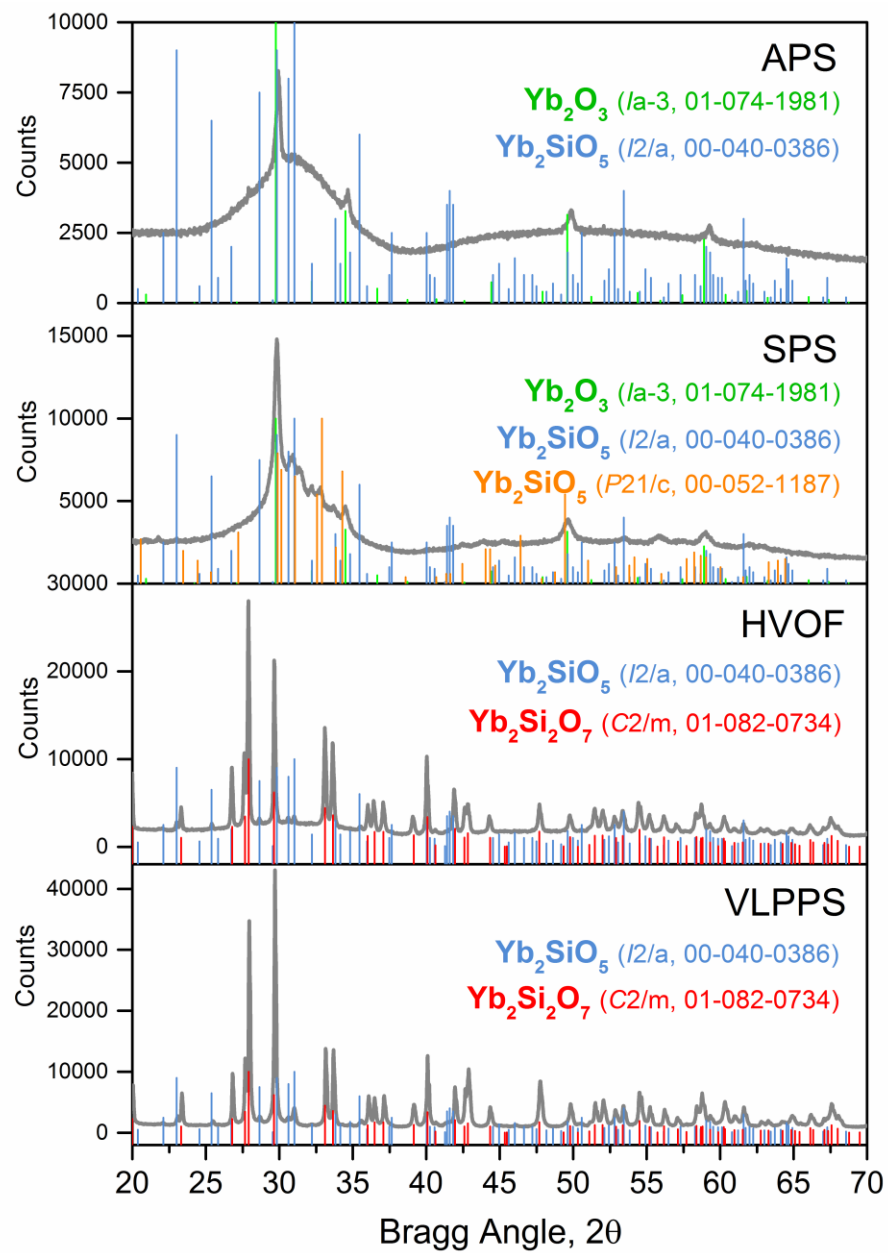 10000
APS
Yb2O3 (Ia-3, 01-074-1981)
7500
Yb2SiO5 (I2/a, 00-040-0386)
Counts
5000
2500
0
15000
SPS
Yb2O3 (Ia-3, 01-074-1981)
10000
Yb2SiO5 (I2/a, 00-040-0386)
Counts
Yb2SiO5 (P21/c, 00-052-1187)
5000
30000
HVOF
Yb2SiO5 (I2/a, 00-040-0386)
20000
Yb2Si2O7 (C2/m, 01-082-0734)
Counts
10000
0
40000
VLPPS
Yb2SiO5 (I2/a, 00-040-0386)
30000
Yb2Si2O7 (C2/m, 01-082-0734)
Counts
20000
10000
0
20 25 30 35 40 45 50 55 60 65 70
Bragg Angle, 2θ